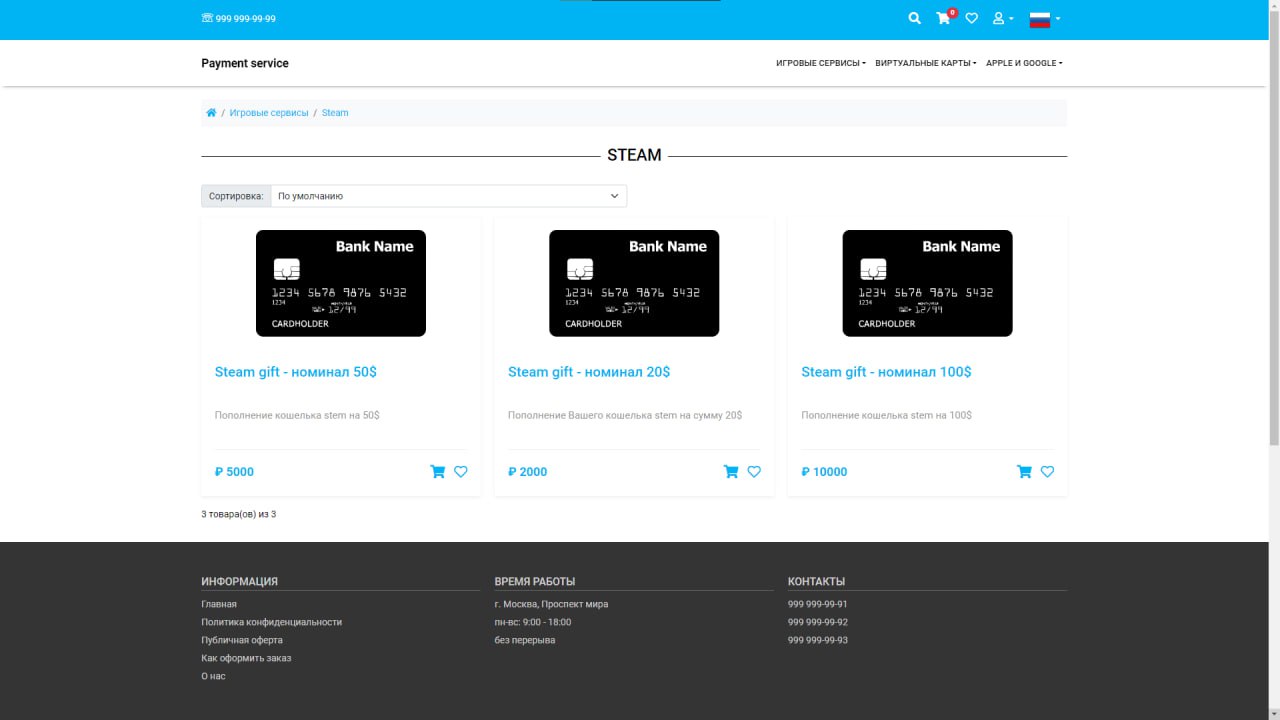 999 999-99-99
0
Payment service
ИГРОВЫЕ СЕРВИСЫ
ВИРТУАЛЬНЫЕ КАРТЫ
APPLE И GOOGLE
/ Игровые сервисы / Steam
STEAM
Сортировка: По умолчанию
Bank Name
1234 5678 9876 5432
1234
12/99
CARDHOLDER
Bank Name
1234 5678 9876 5432
1234
12/99
CARDHOLDER
Bank Name
1234 5678 9876 5432
1234
12/99
CARDHOLDER
Steam gift - номинал 50$
Steam gift - номинал 20$
Steam gift - номинал 100$
Пополнение кошелька stem на 50$
Пополнение Вашего кошелька stem на сумму 20$
Пополнение кошелька stem на 100$
₽ 5000
₽ 2000
₽ 10000
3 товара(ов) из 3
ИНФОРМАЦИЯ
Главная
Политика конфиденциальности
Публичная оферта
Как оформить заказ
О нас
ВРЕМЯ РАБОТЫ
г. Москва, Проспект мира
пн-вс: 9:00 - 18:00
без перерыва
КОНТАКТЫ
999 999-99-91
999 999-99-92
999 999-99-93